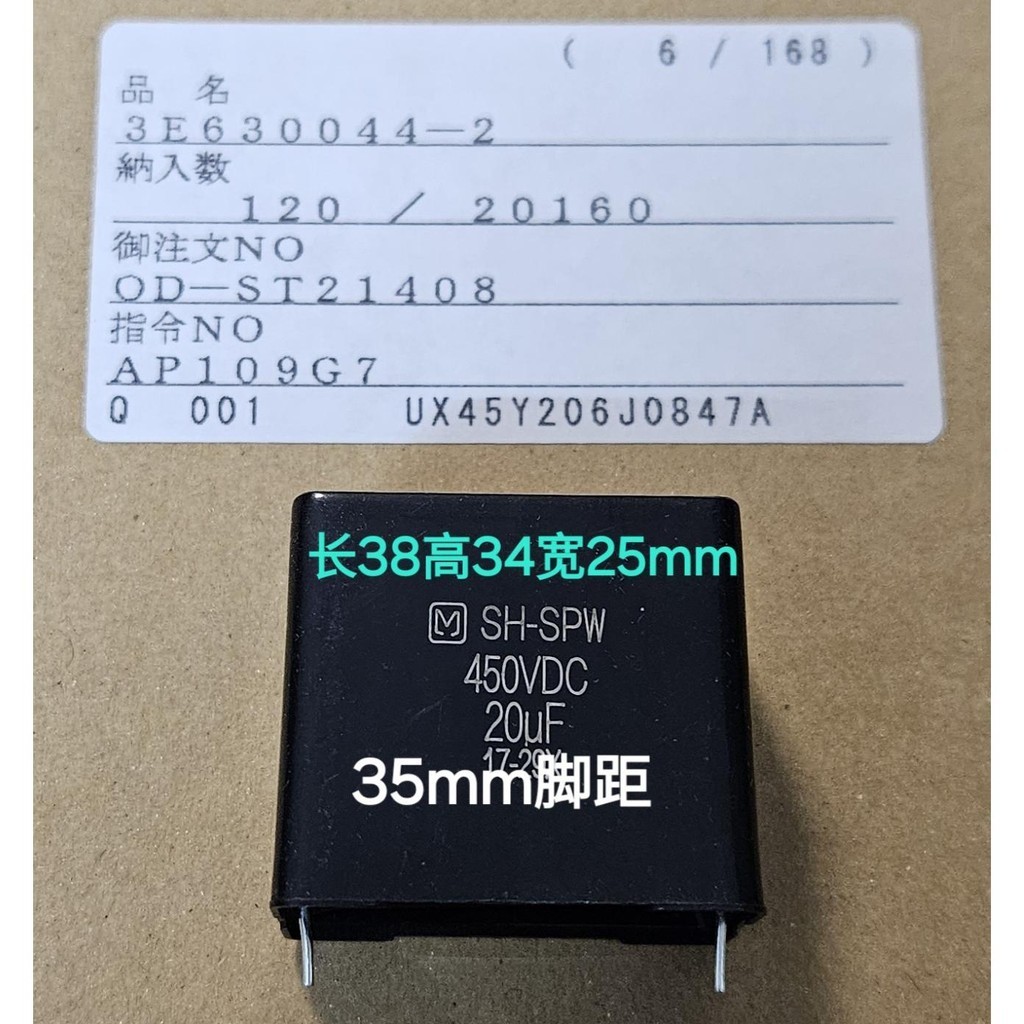 ( 6 / 168 )
品 名
3E630044-2
納入数
120 / 20160
御注文NO
OD-ST21408
指令NO
AP109G7
Q 001 UX45Y206J0847A
长38高34宽25mm
M SH-SPW
450VDC
20μF
35mm脚距